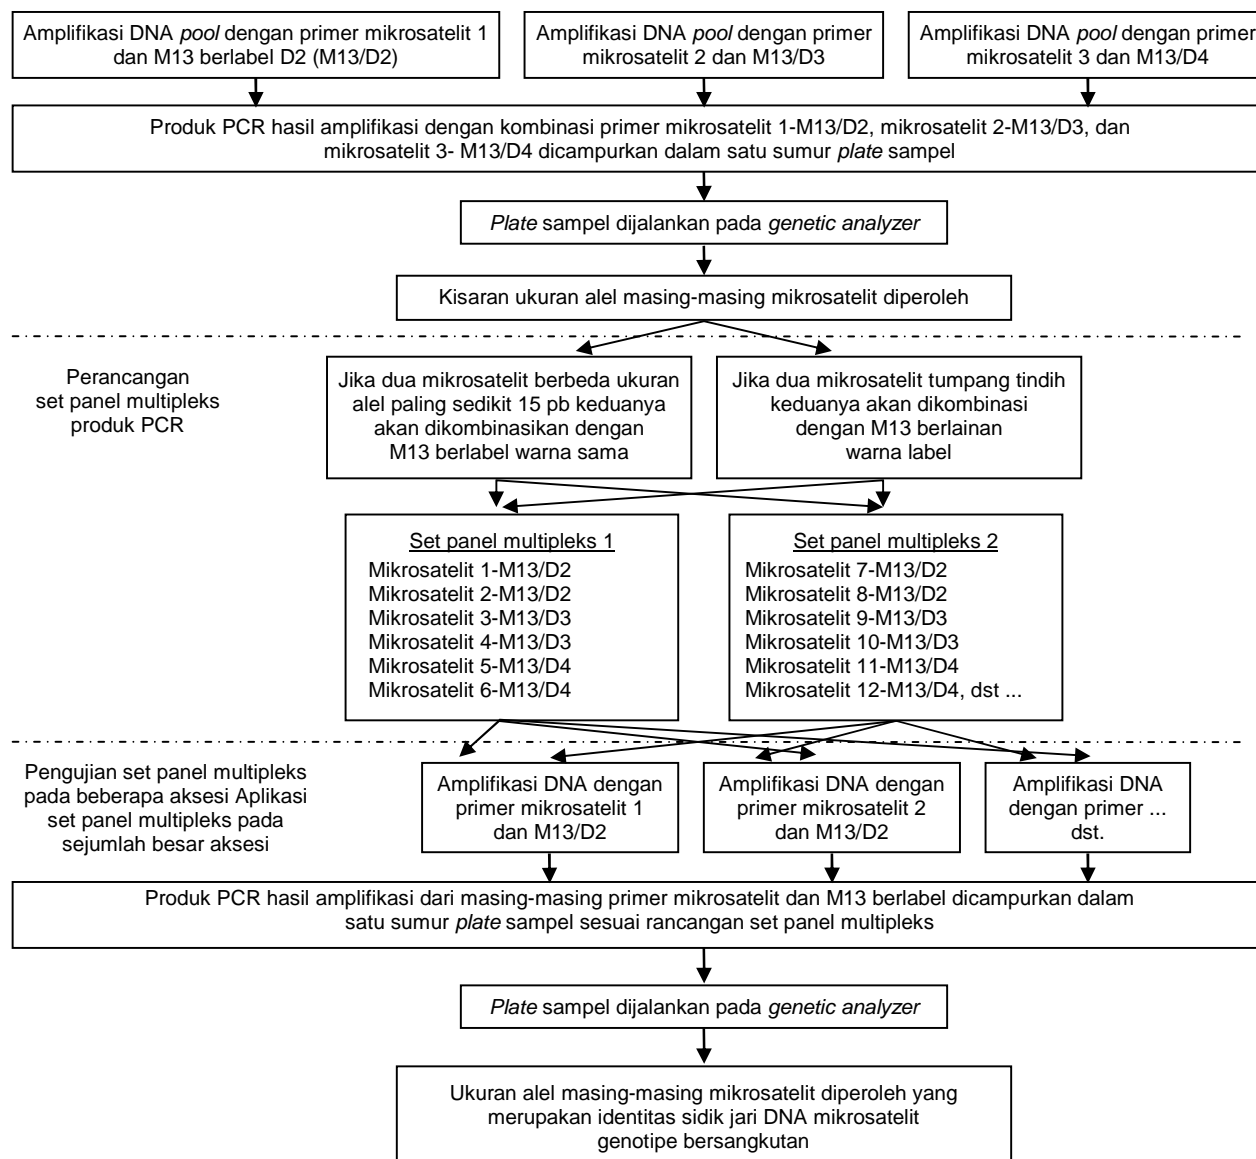 Amplifikasi DNA pool dengan primer mikrosatelit 1
dan M13 berlabel D2 (M13/D2)
Amplifikasi DNA pool dengan primer
mikrosatelit 2 dan M13/D3
Amplifikasi DNA pool dengan primer
mikrosatelit 3 dan M13/D4
Produk PCR hasil amplifikasi dengan kombinasi primer mikrosatelit 1-M13/D2, mikrosatelit 2-M13/D3, dan
mikrosatelit 3- M13/D4 dicampurkan dalam satu sumur plate sampel
Plate sampel dijalankan pada genetic analyzer
Kisaran ukuran alel masing-masing mikrosatelit diperoleh
Perancangan
set panel multipleks
produk PCR
Jika dua mikrosatelit berbeda ukuran
alel paling sedikit 15 pb keduanya
akan dikombinasikan dengan
M13 berlabel warna sama
Jika dua mikrosatelit tumpang tindih
keduanya akan dikombinasi
dengan M13 berlainan
warna label
Set panel multipleks 1
Mikrosatelit 1-M13/D2
Mikrosatelit 2-M13/D2
Mikrosatelit 3-M13/D3
Mikrosatelit 4-M13/D3
Mikrosatelit 5-M13/D4
Mikrosatelit 6-M13/D4
Set panel multipleks 2
Mikrosatelit 7-M13/D2
Mikrosatelit 8-M13/D2
Mikrosatelit 9-M13/D3
Mikrosatelit 10-M13/D3
Mikrosatelit 11-M13/D4
Mikrosatelit 12-M13/D4, dst ...
Pengujian set panel multipleks
pada beberapa aksesi Aplikasi
set panel multipleks pada
sejumlah besar aksesi
Amplifikasi DNA dengan
primer mikrosatelit 1
dan M13/D2
Amplifikasi DNA dengan
primer mikrosatelit 2
dan M13/D2
Amplifikasi DNA
dengan primer ...
dst.
Produk PCR hasil amplifikasi dari masing-masing primer mikrosatelit dan M13 berlabel dicampurkan dalam
satu sumur plate sampel sesuai rancangan set panel multipleks
Plate sampel dijalankan pada genetic analyzer
Ukuran alel masing-masing mikrosatelit diperoleh yang
merupakan identitas sidik jari DNA mikrosatelit
genotipe bersangkutan